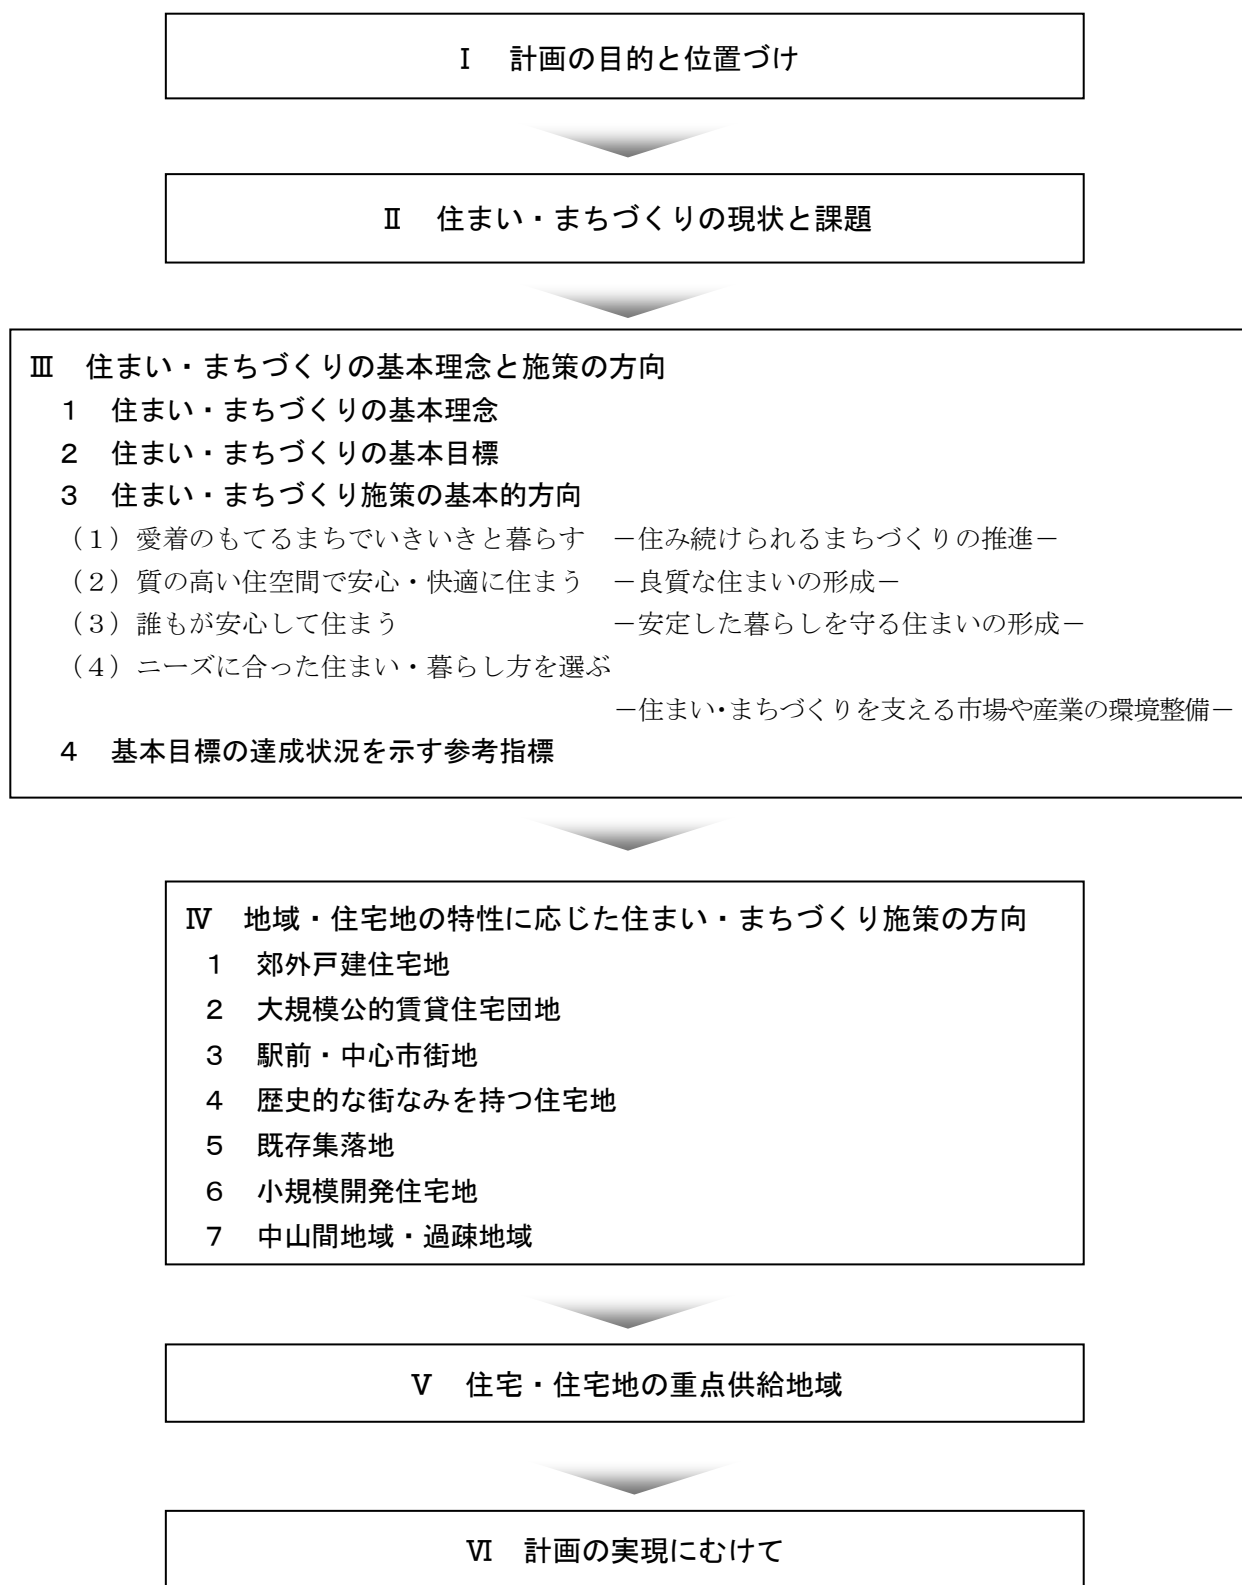 Ⅰ　計画の目的と位置づけ
Ⅱ　住まい・まちづくりの現状と課題
Ⅲ　住まい・まちづくりの基本理念と施策の方向
１　住まい・まちづくりの基本理念
２　住まい・まちづくりの基本目標
３　住まい・まちづくり施策の基本的方向
（１）愛着のもてるまちでいきいきと暮らす　－住み続けられるまちづくりの推進－
（２）質の高い住空間で安心・快適に住まう　－良質な住まいの形成－
（３）誰もが安心して住まう　－安定した暮らしを守る住まいの形成－
（４）ニーズに合った住まい・暮らし方を選ぶ
－住まい・まちづくりを支える市場や産業の環境整備－
４　基本目標の達成状況を示す参考指標
Ⅳ　地域・住宅地の特性に応じた住まい・まちづくり施策の方向
１　郊外戸建住宅地
２　大規模公的賃貸住宅団地
３　駅前・中心市街地
４　歴史的な街なみを持つ住宅地
５　既存集落地
６　小規模開発住宅地
７　中山間地域・過疎地域
Ⅴ　住宅・住宅地の重点供給地域
Ⅵ　計画の実現にむけて